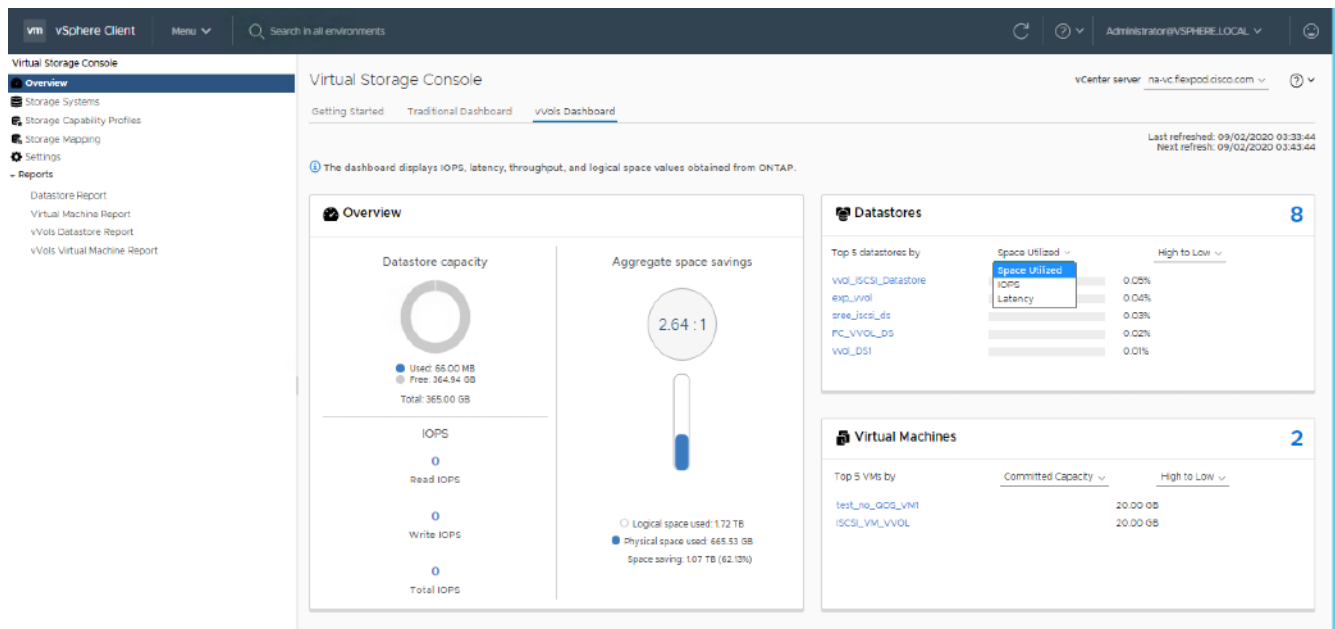 vm vSphere Client Menu Search in all environments Administrator@VSPHERE.LOCAL
Virtual Storage Console
Overview
Storage Systems
Storage Capability Profiles
Storage Mapping
Settings
Reports
Datastore Report
Virtual Machine Report
vVols Datastore Report
vVols Virtual Machine Report
Virtual Storage Console
vCenter server na-vc.flexpod.cisco.com
Getting Started Traditional Dashboard vVols Dashboard
Last refreshed: 09/02/2020 03:33:44
Next refresh: 09/02/2020 03:43:44
The dashboard displays IOPS, latency, throughput, and logical space values obtained from ONTAP.
Overview
Datastore capacity
Used: 66.00 MB
Free: 364.94 GB
Total: 365.00 GB
IOPS
0
Read IOPS
0
Write IOPS
0
Total IOPS
Aggregate space savings
2.64 : 1
Logical space used: 1.72 TB
Physical space used: 665.53 GB
Space saving: 1.07 TB (62.13%)
Datastores 8
Top 5 datastores by Space Utilized High to Low
Space Utilized
IOPS
Latency
vvol_iSCSI_Datastore 0.05%
exp_vvol 0.04%
sree_iscsi_ds 0.03%
FC_VVOL_DS 0.02%
vvol_DS1 0.01%
Virtual Machines 2
Top 5 VMs by Committed Capacity High to Low
test_no_QOS_VM1 20.00 GB
ISCSI_VM_VVOL 20.00 GB